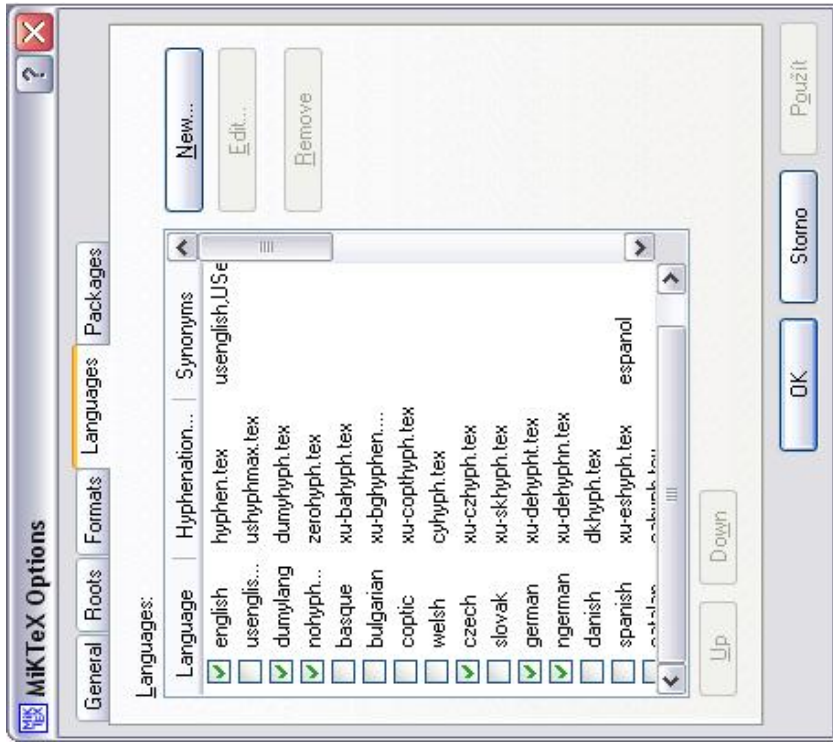 MiKTeX Options
General Roots Formats Languages Packages
Languages:
Language Hyphenation... Synonyms
english hyphen.tex usenglish,USe
usenglis... ushyphmax.tex
dumylang dumyhyph.tex
nohyph... zerohyph.tex
basque xu-bahyph.tex
bulgarian xu-bghyphen....
coptic xu-copthyph.tex
welsh cyhyph.tex
czech xu-czhyph.tex
slovak xu-skhyph.tex
german xu-dehypht.tex
ngerman xu-dehyphn.tex
danish dkhyph.tex
spanish xu-eshyph.tex espanol
New...
Edit...
Remove
Up Down
OK Storno Použít